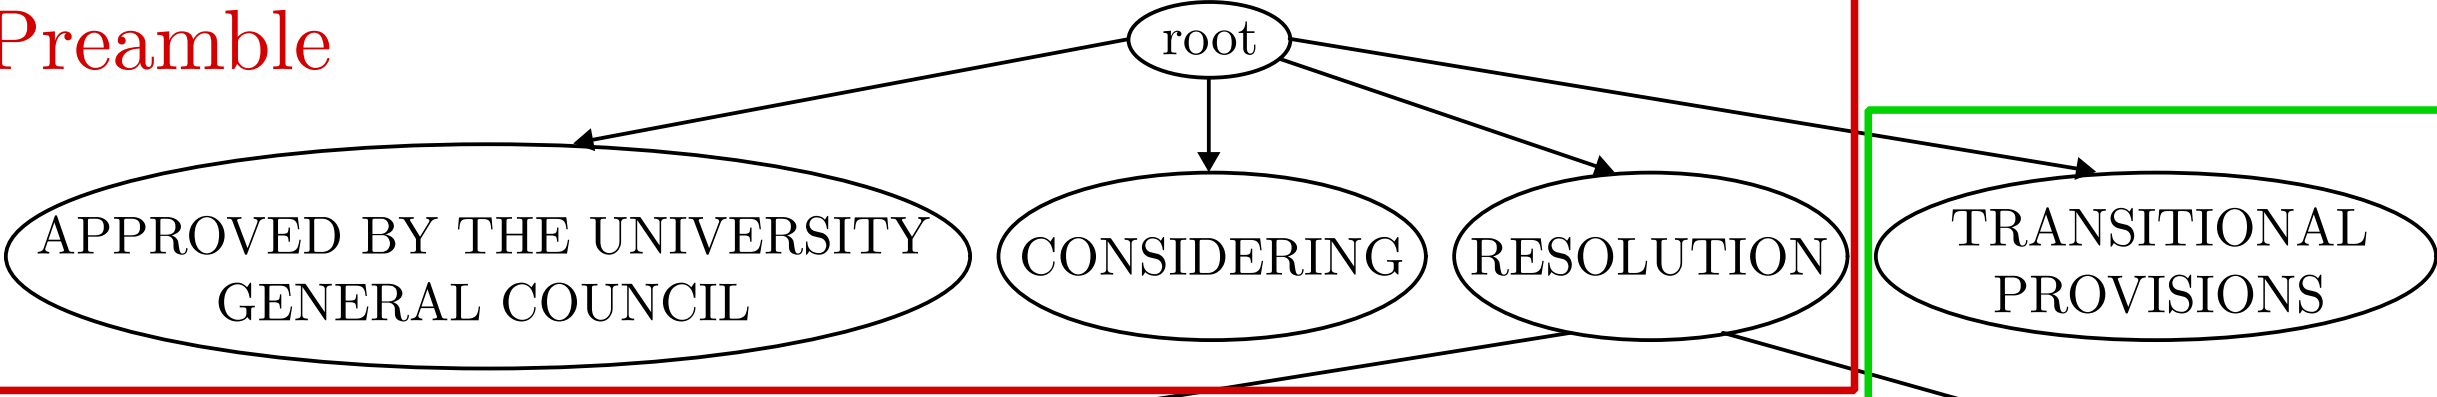 Preamble
root
APPROVED BY THE UNIVERSITY
GENERAL COUNCIL
CONSIDERING
RESOLUTION
TRANSITIONAL
PROVISIONS